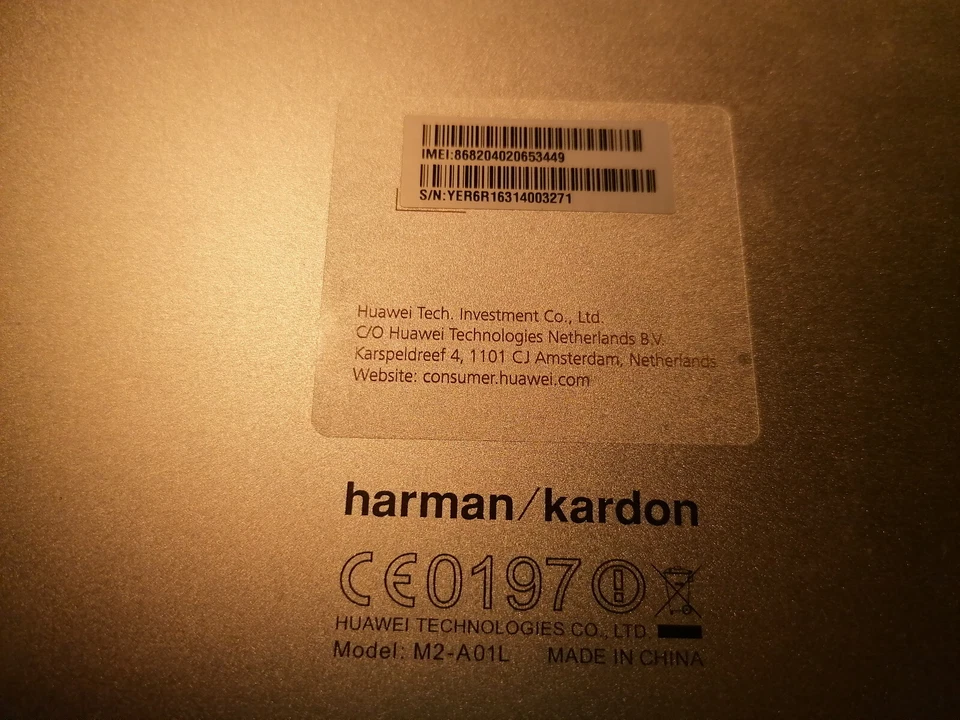 IMEI:868204020653449
S/N:YER6R16314003271
Huawei Tech. Investment Co., Ltd.
C/O Huawei Technologies Netherlands B.V.
Karspeldreef 4, 1101 CJ Amsterdam, Netherlands
Website: consumer.huawei.com
harman/kardon
CE0197
HUAWEI TECHNOLOGIES CO., LTD
Model: M2-A01L MADE IN CHINA